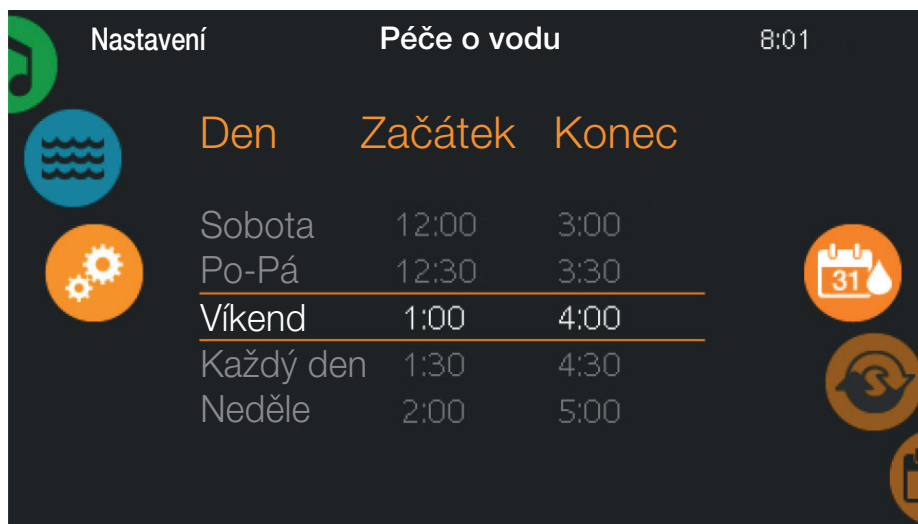 Nastavení Péče o vodu 8:01
Den Začátek Konec
Sobota 12:00 3:00
Po-Pá 12:30 3:30
31
Víkend 1:00 4:00
Každý den 1:30 4:30
S
Neděle 2:00 5:00